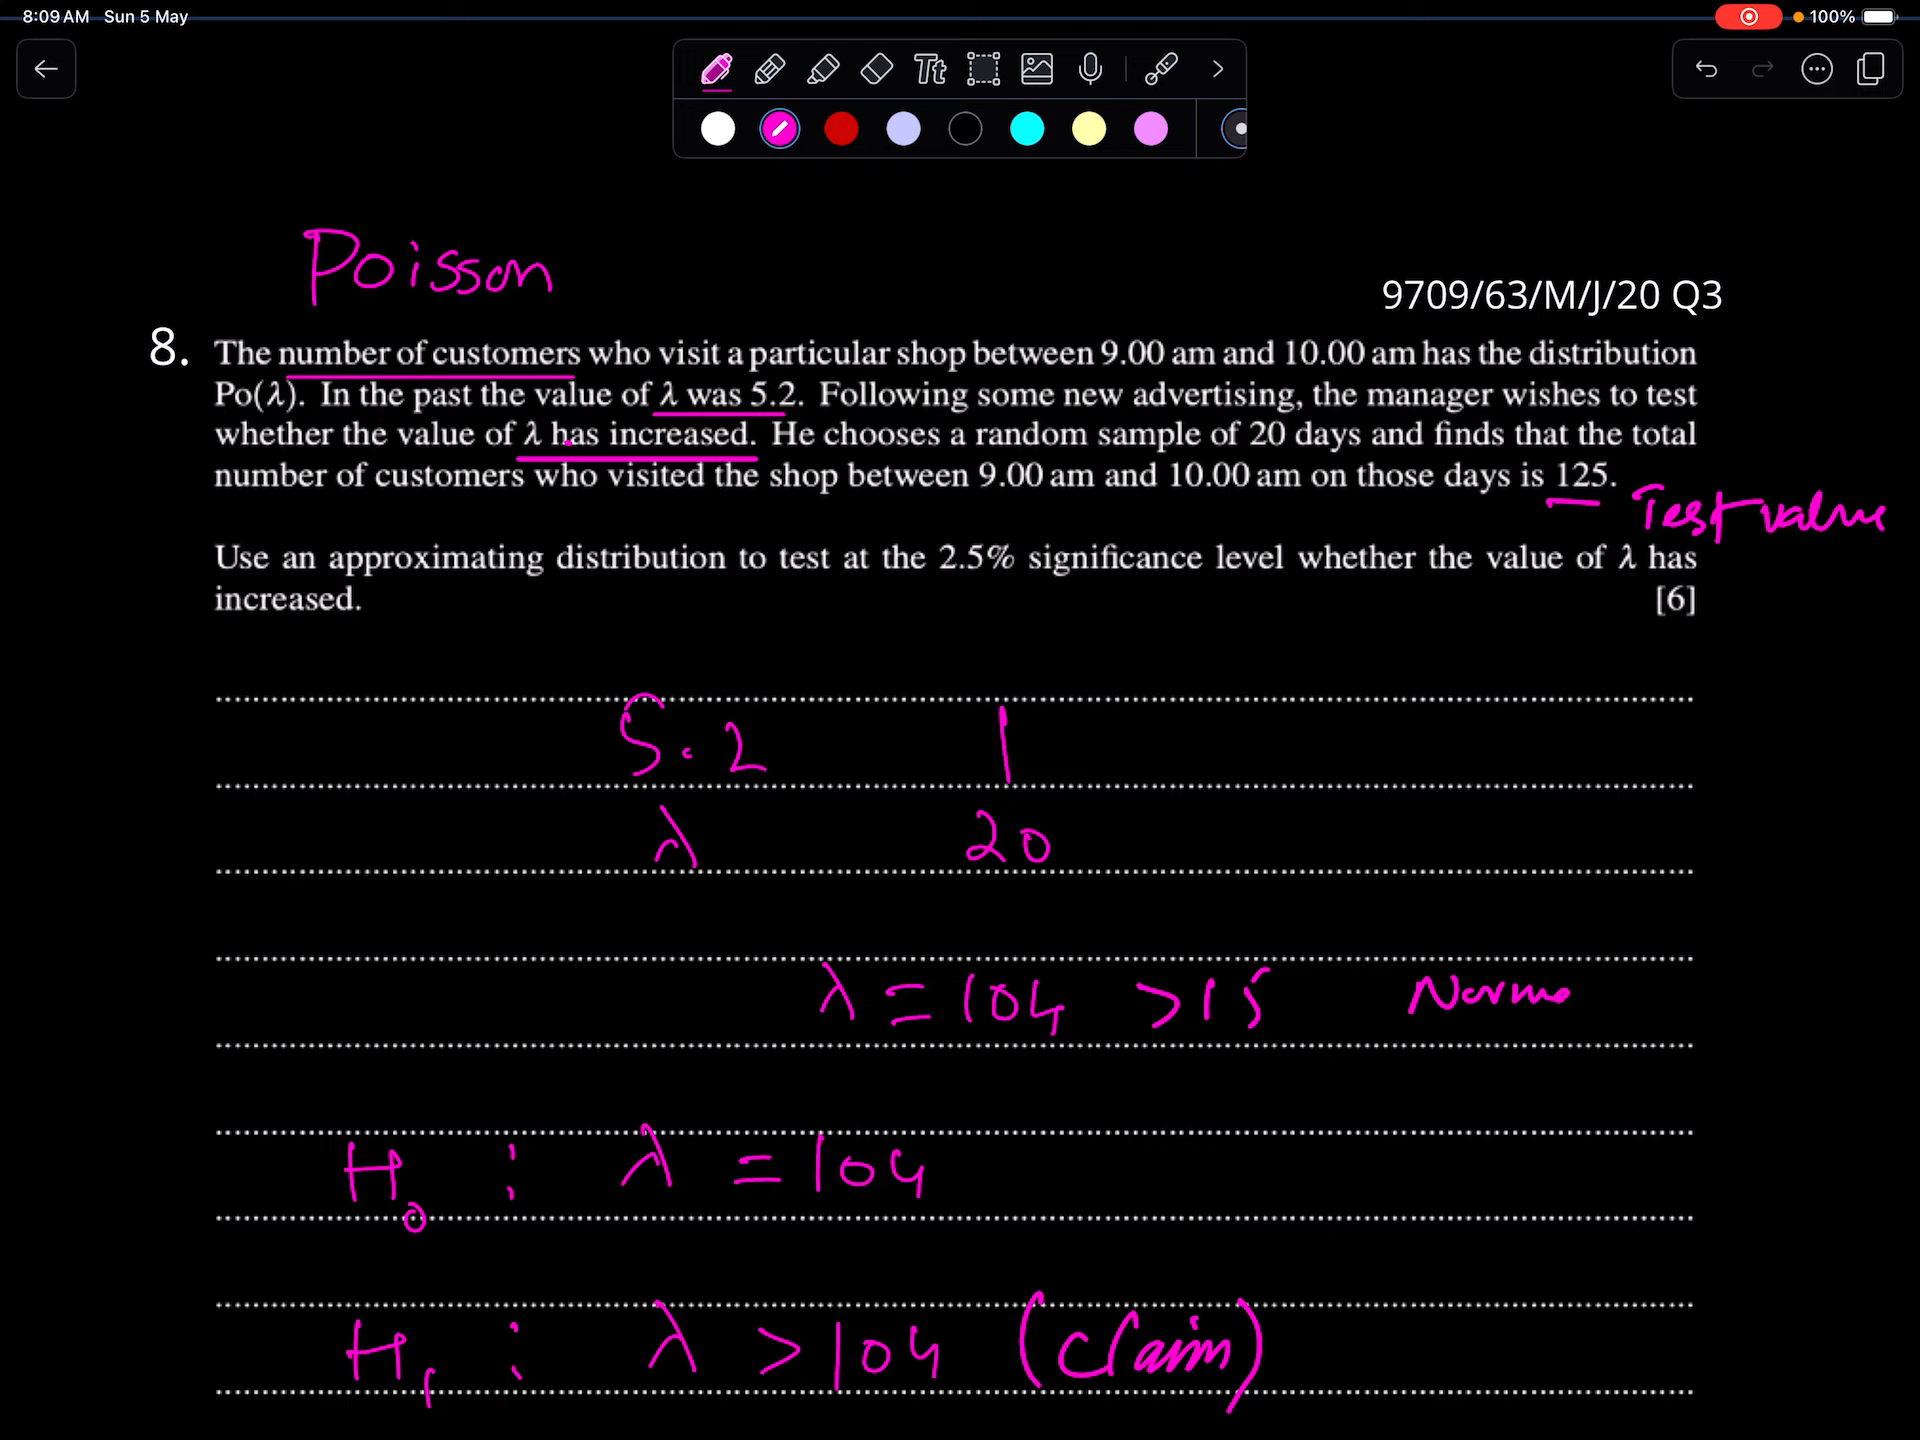 8:09 AM Sun 5 May
100%
Tt
Poisson
9709/63/M/J/20 Q3
8. The number of customers who visit a particular shop between 9.00 am and 10.00 am has the distribution
Po(λ). In the past the value of λ was 5.2. Following some new advertising, the manager wishes to test
whether the value of λ has increased. He chooses a random sample of 20 days and finds that the total
number of customers who visited the shop between 9.00 am and 10.00 am on those days is 125.
Test value
Use an approximating distribution to test at the 2.5% significance level whether the value of λ has
increased. [6]
5.2 1
λ 20
λ = 104 > 15 Norma
H0 : λ = 104
H1 : λ > 104 (claim)